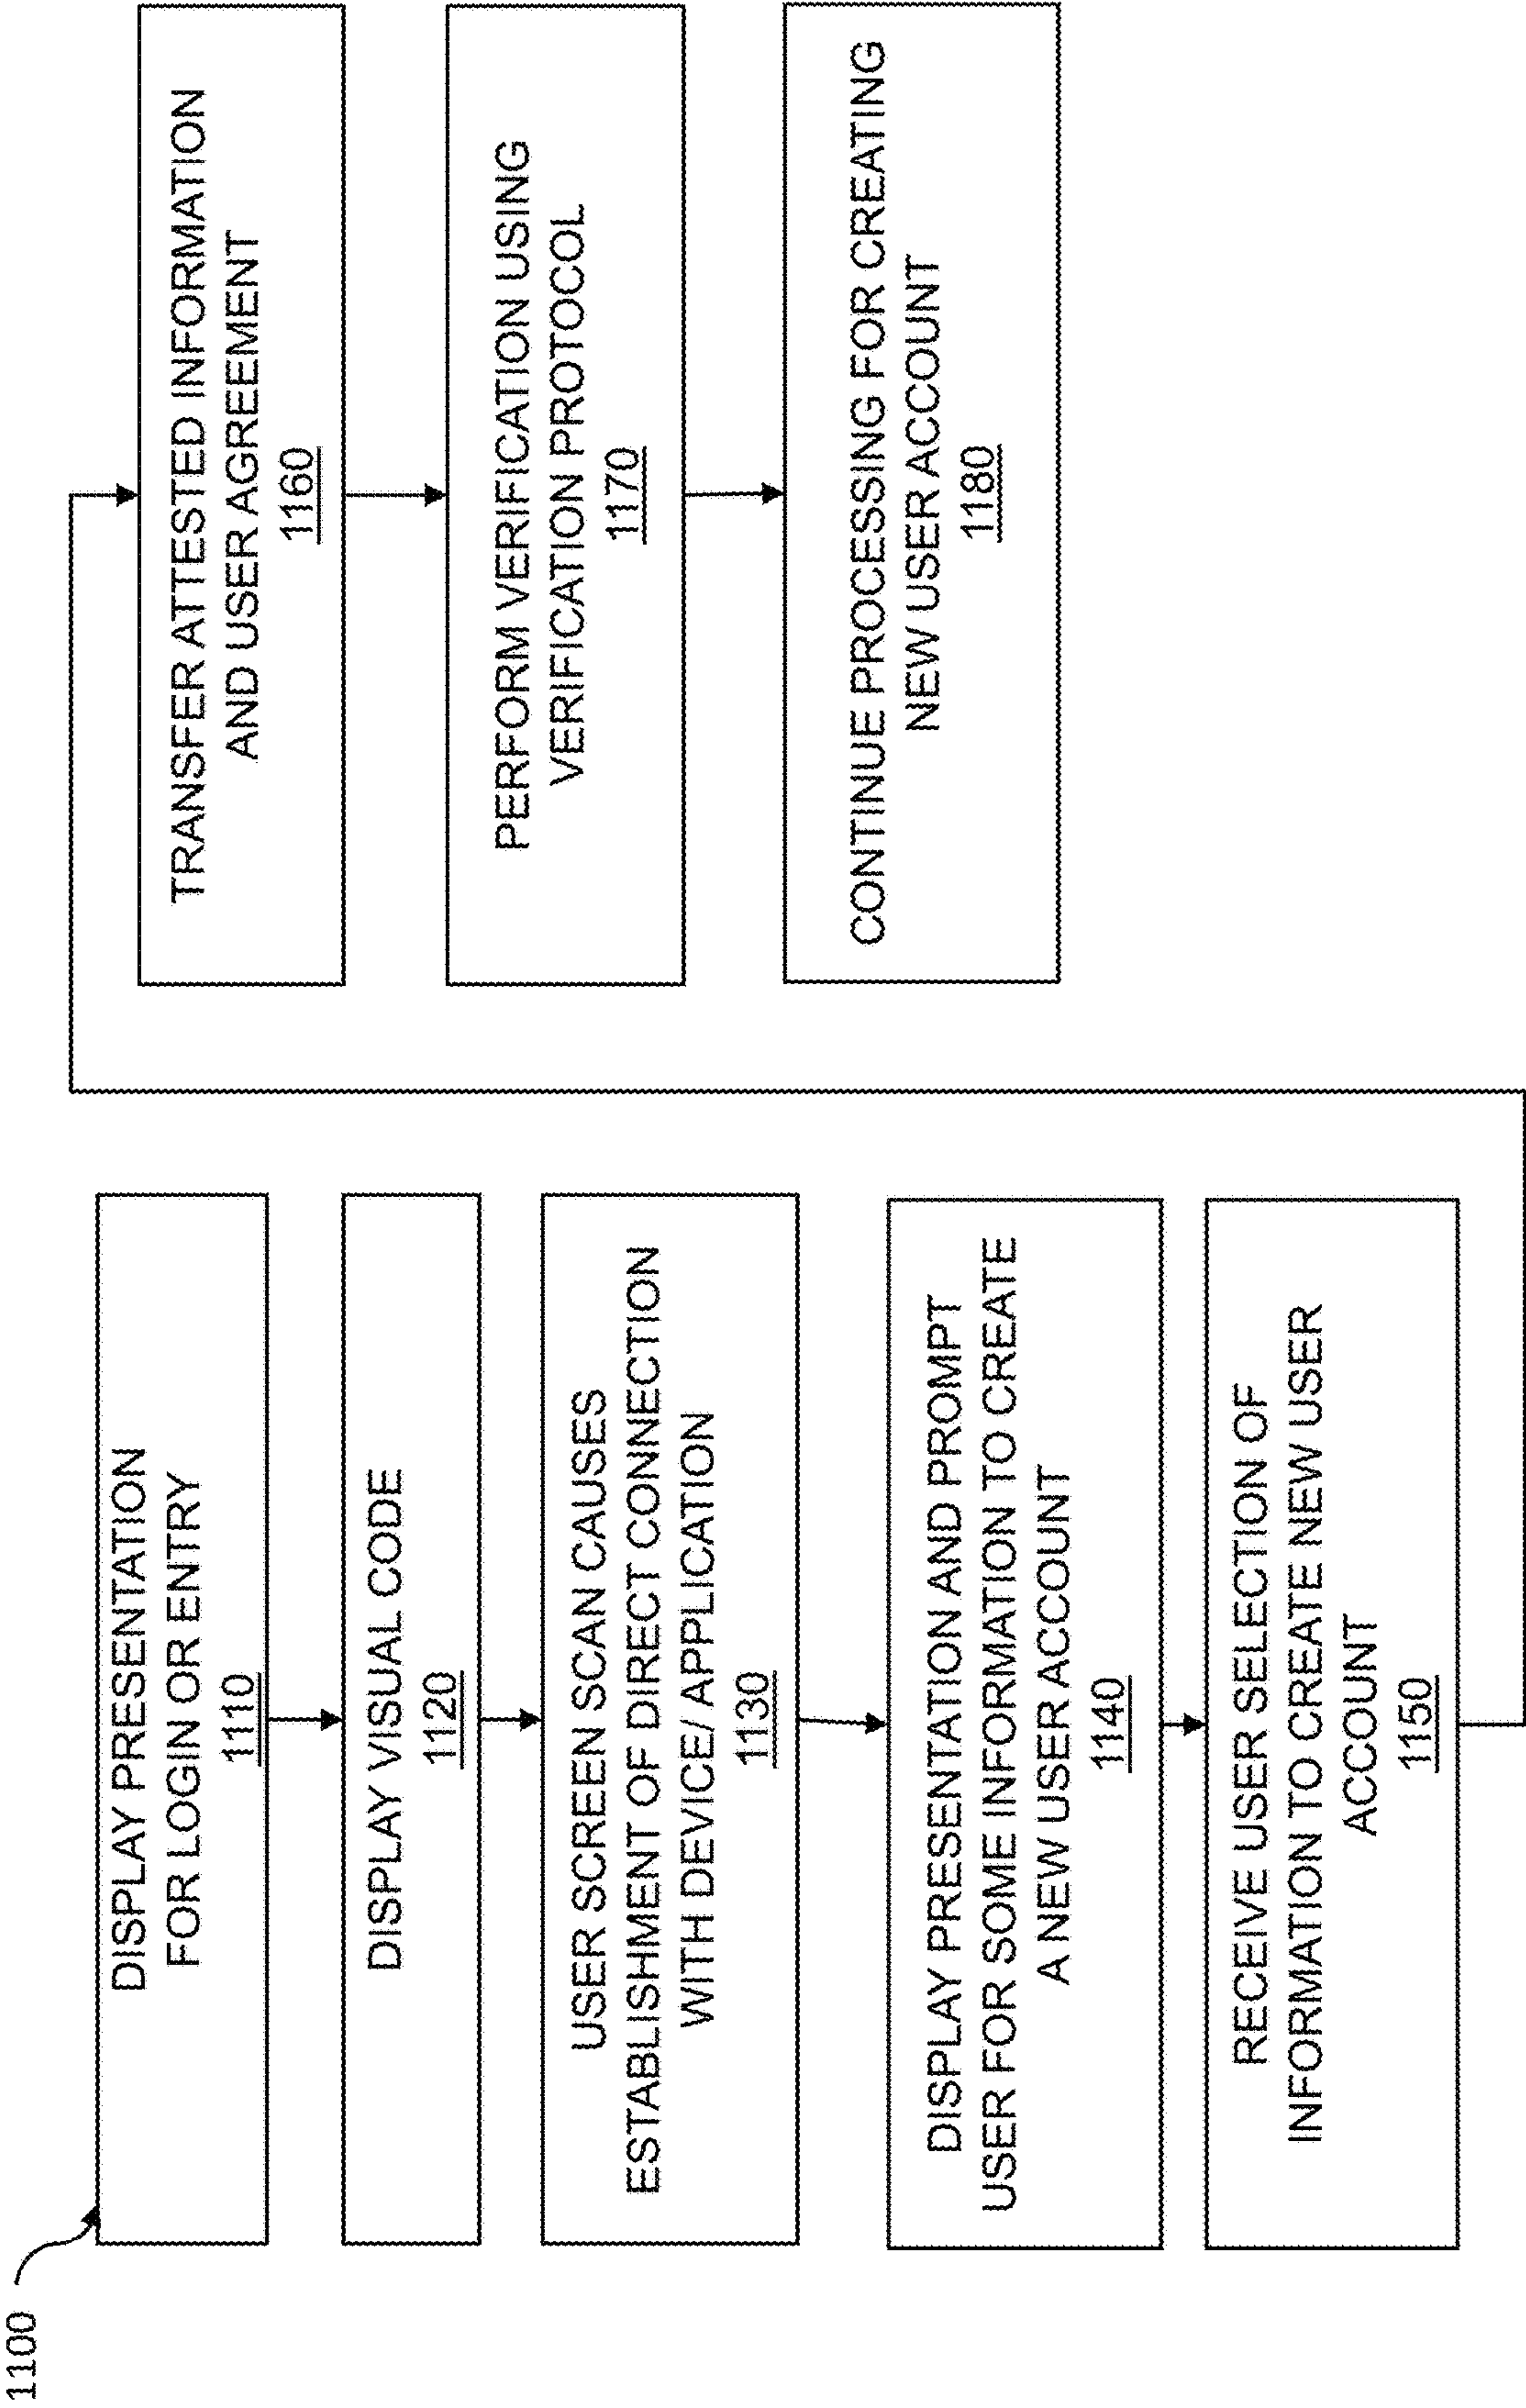 1100
DISPLAY PRESENTATION
FOR LOGIN OR ENTRY
1110
DISPLAY VISUAL CODE
1120
USER SCREEN SCAN CAUSES
ESTABLISHMENT OF DIRECT CONNECTION
WITH DEVICE/ APPLICATION
1130
DISPLAY PRESENTATION AND PROMPT
USER FOR SOME INFORMATION TO CREATE
A NEW USER ACCOUNT
1140
RECEIVE USER SELECTION OF
INFORMATION TO CREATE NEW USER
ACCOUNT
1150
TRANSFER ATTESTED INFORMATION
AND USER AGREEMENT
1160
PERFORM VERIFICATION USING
VERIFICATION PROTOCOL
1170
CONTINUE PROCESSING FOR CREATING
NEW USER ACCOUNT
1180